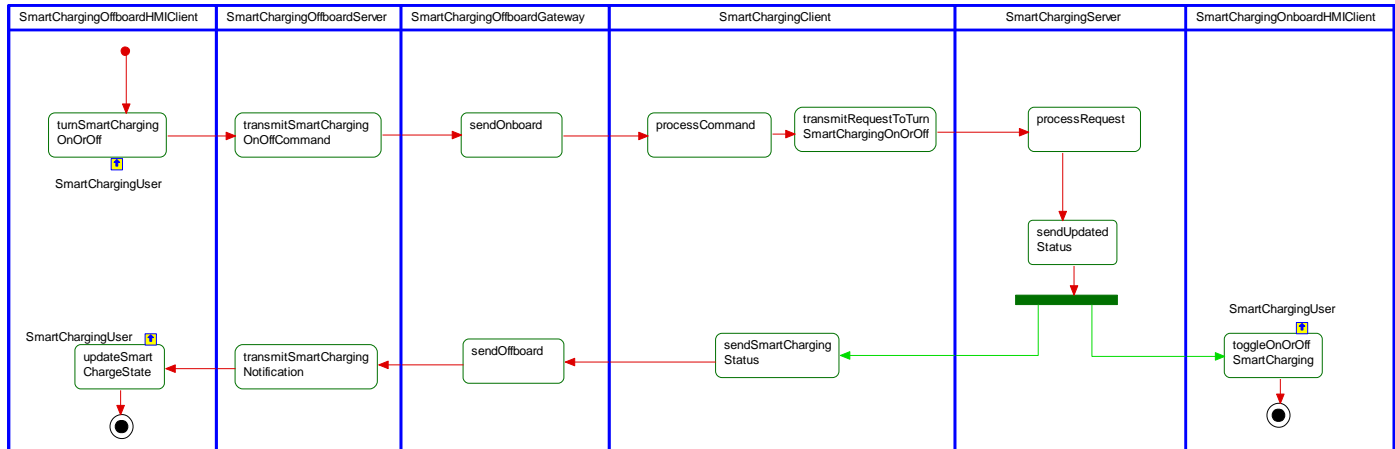 SmartChargingOffboardHMIClient
SmartChargingOffboardServer
SmartChargingOffboardGateway
SmartChargingClient
SmartChargingServer
SmartChargingOnboardHMIClient
turnSmartCharging
OnOrOff
SmartChargingUser
transmitSmartCharging
OnOffCommand
sendOnboard
processCommand
transmitRequestToTurn
SmartChargingOnOrOff
processRequest
sendUpdated
Status
SmartChargingUser
updateSmart
ChargeState
transmitSmartCharging
Notification
sendOffboard
sendSmartCharging
Status
SmartChargingUser
toggleOnOrOff
SmartCharging